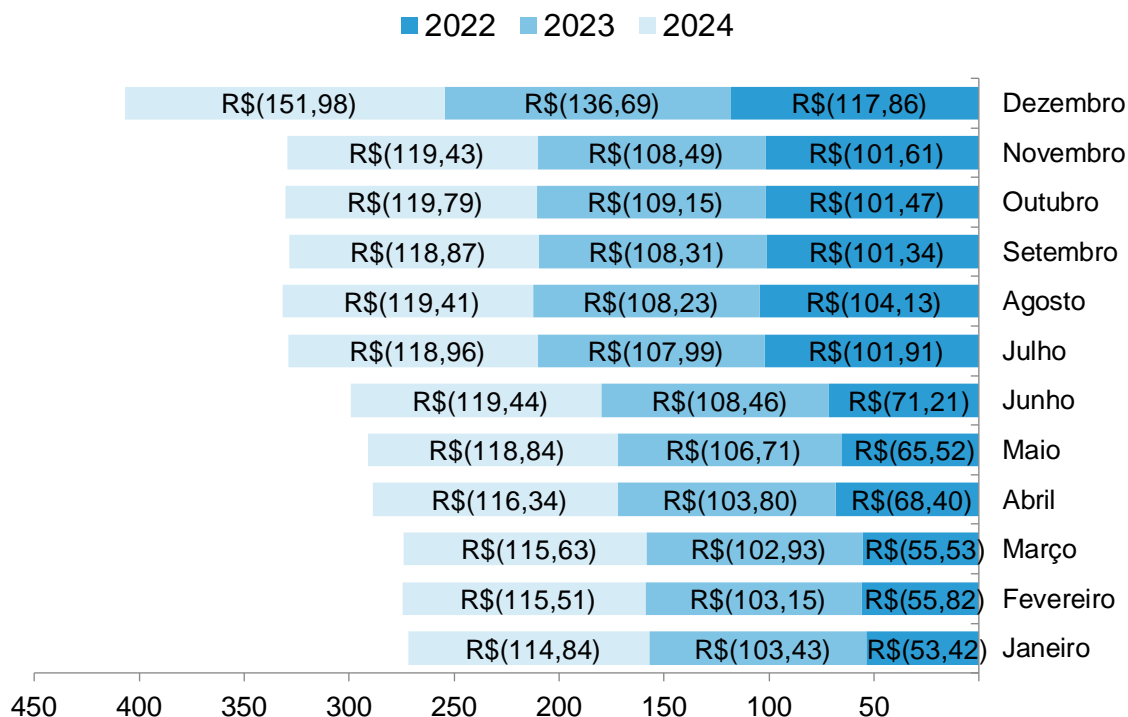 2022 2023 2024
R$(151,98) R$(136,69) R$(117,86) Dezembro
R$(119,43) R$(108,49) R$(101,61) Novembro
R$(119,79) R$(109,15) R$(101,47) Outubro
R$(118,87) R$(108,31) R$(101,34) Setembro
R$(119,41) R$(108,23) R$(104,13) Agosto
R$(118,96) R$(107,99) R$(101,91) Julho
R$(119,44) R$(108,46) R$(71,21) Junho
R$(118,84) R$(106,71) R$(65,52) Maio
R$(116,34) R$(103,80) R$(68,40) Abril
R$(115,63) R$(102,93) R$(55,53) Março
R$(115,51) R$(103,15) R$(55,82) Fevereiro
R$(114,84) R$(103,43) R$(53,42) Janeiro
450 400 350 300 250 200 150 100 50